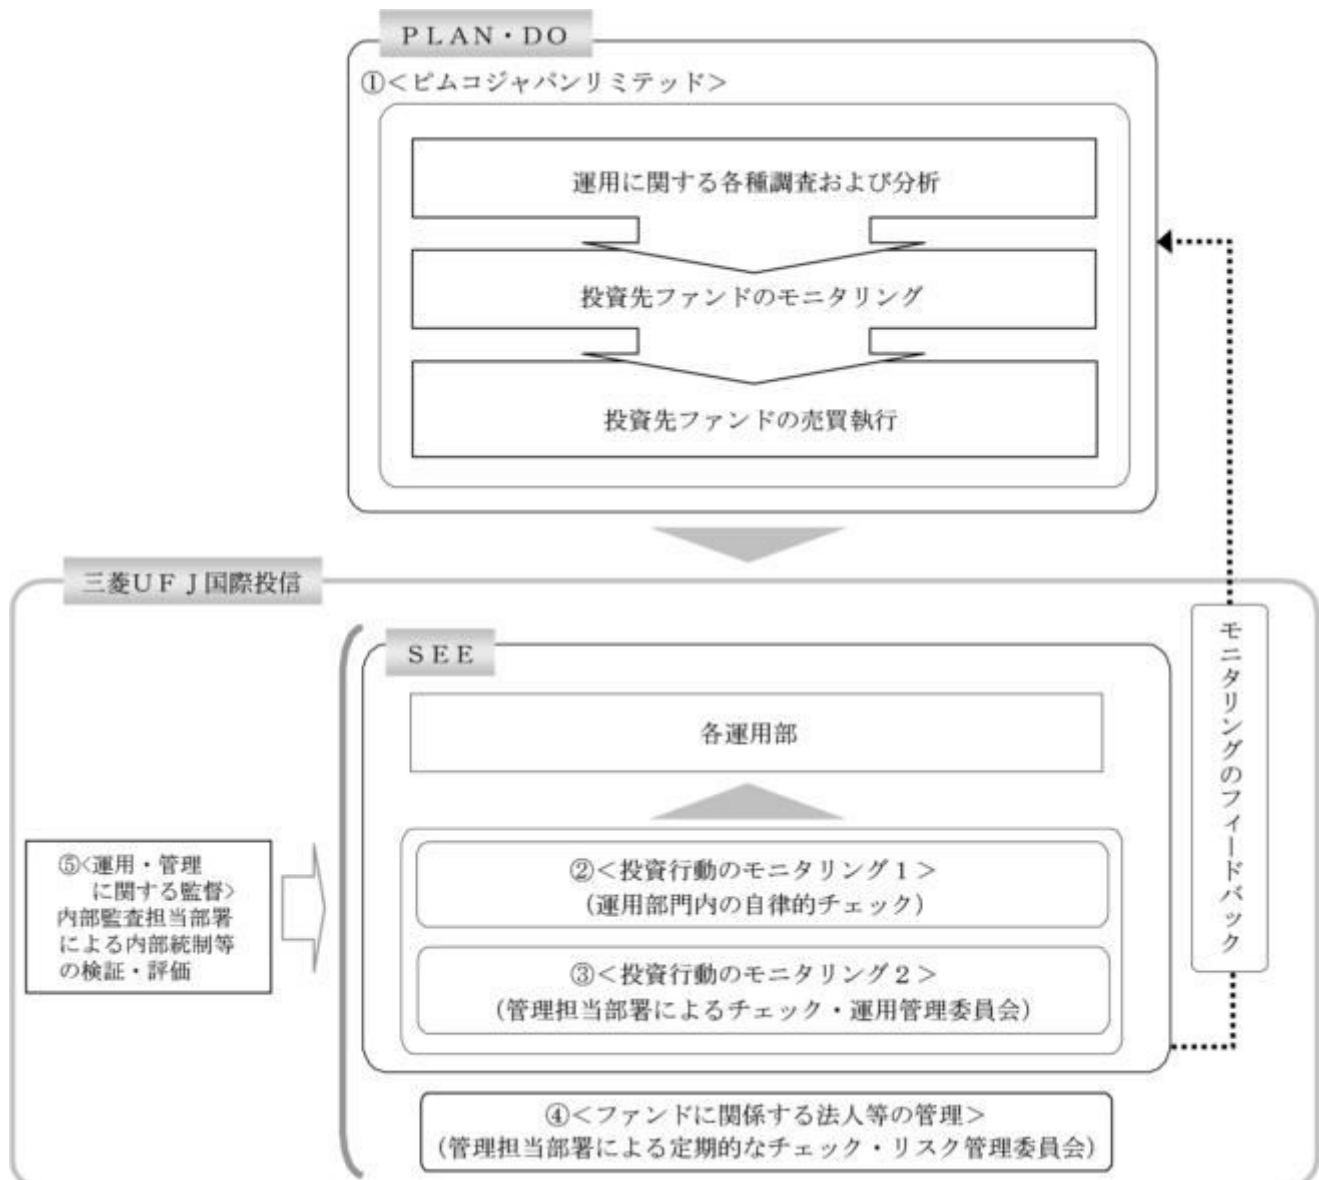 ＰＬＡＮ・ＤＯ
①＜ピムコジャパンリミテッド＞
運用に関する各種調査および分析
投資先ファンドのモニタリング
投資先ファンドの売買執行
三菱ＵＦＪ国際投信
ＳＥＥ
各運用部
②＜投資行動のモニタリング１＞
（運用部門内の自律的チェック）
③＜投資行動のモニタリング２＞
（管理担当部署によるチェック・運用管理委員会）
④＜ファンドに関係する法人等の管理＞
（管理担当部署による定期的なチェック・リスク管理委員会）
⑤＜運用・管理
に関する監督＞
内部監査担当部署
による内部統制等
の検証・評価
モニタリングのフィードバック